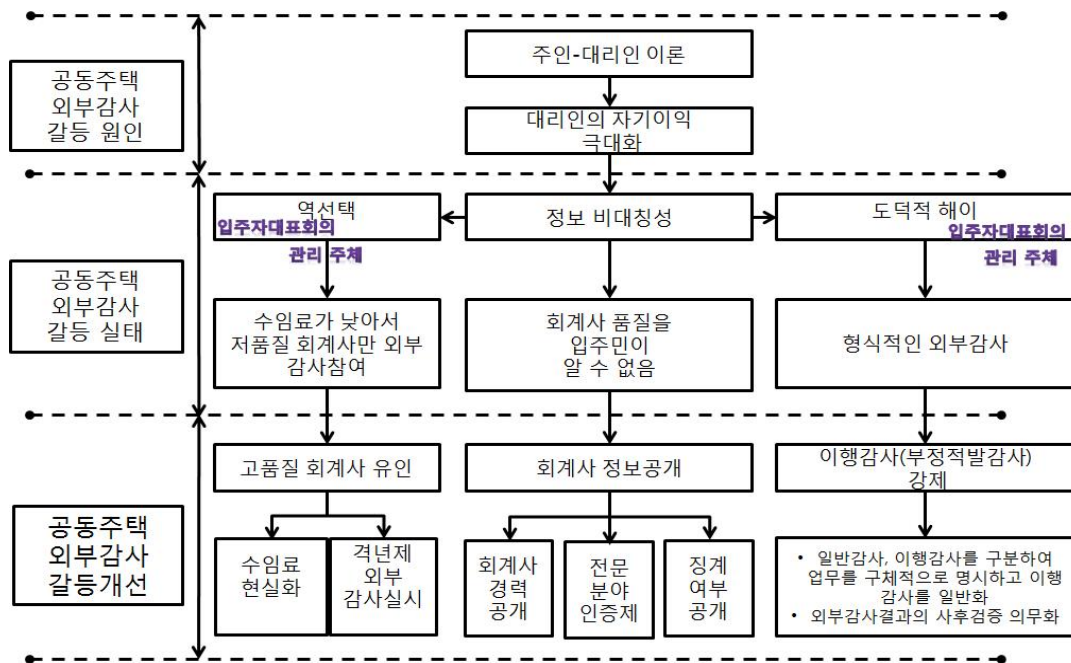 주인-대리인 이론
공동주택
외부감사
갈등 원인
대리인의 자기이익
극대화
역선택
정보 비대칭성
도덕적 해이
입주자대표회의
관리 주체
입주자대표회의
관리 주체
공동주택
외부감사
갈등 실태
수임료가 낮아서
저품질 회계사만 외부
감사참여
회계사 품질을
입주민이
알 수 없음
형식적인 외부감사
고품질 회계사 유인
회계사 정보공개
이행감사(부정적발감사)
강제
공동주택
외부감사
갈등개선
수임료
현실화
격년제
외부
감사실시
회계사
경력
공개
전문
분야
인증제
징계
여부
공개
• 일반감사, 이행감사를 구분하여
업무를 구체적으로 명시하고 이행
감사를 일반화
• 외부감사결과의 사후검증 의무화